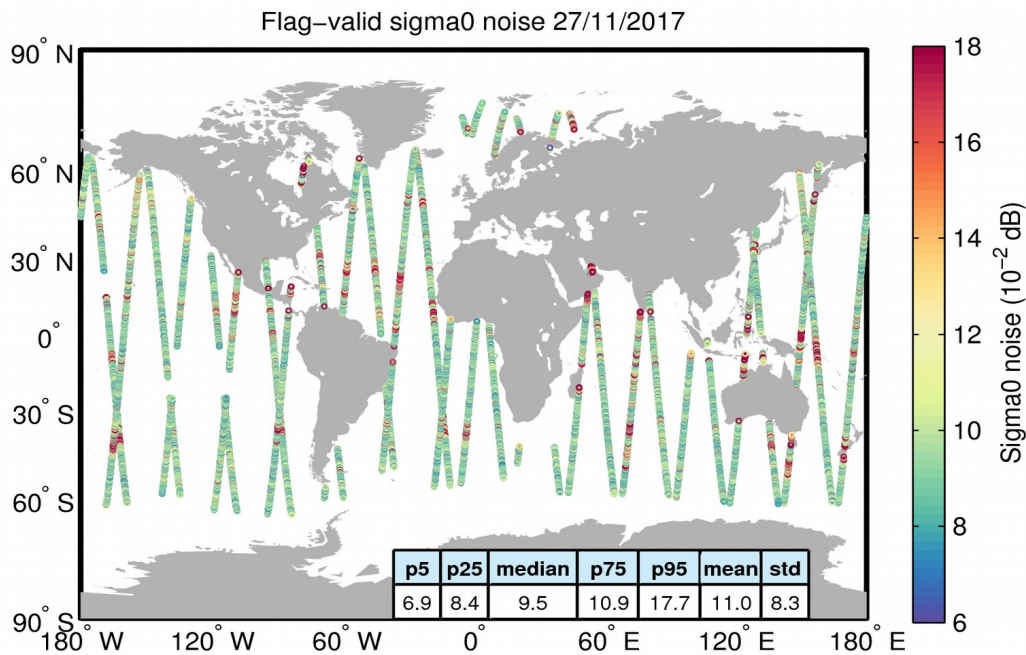 Flag−valid sigma0 noise 27/11/2017
90° N
60° N
30° N
0°
30° S
60° S
90° S
180° W
120° W
60° W
0°
60° E
120° E
180° E
p5 p25 median p75 p95 mean std
6.9 8.4 9.5 10.9 17.7 11.0 8.3
18
16
14
12
10
8
6
Sigma0 noise (10⁻² dB)